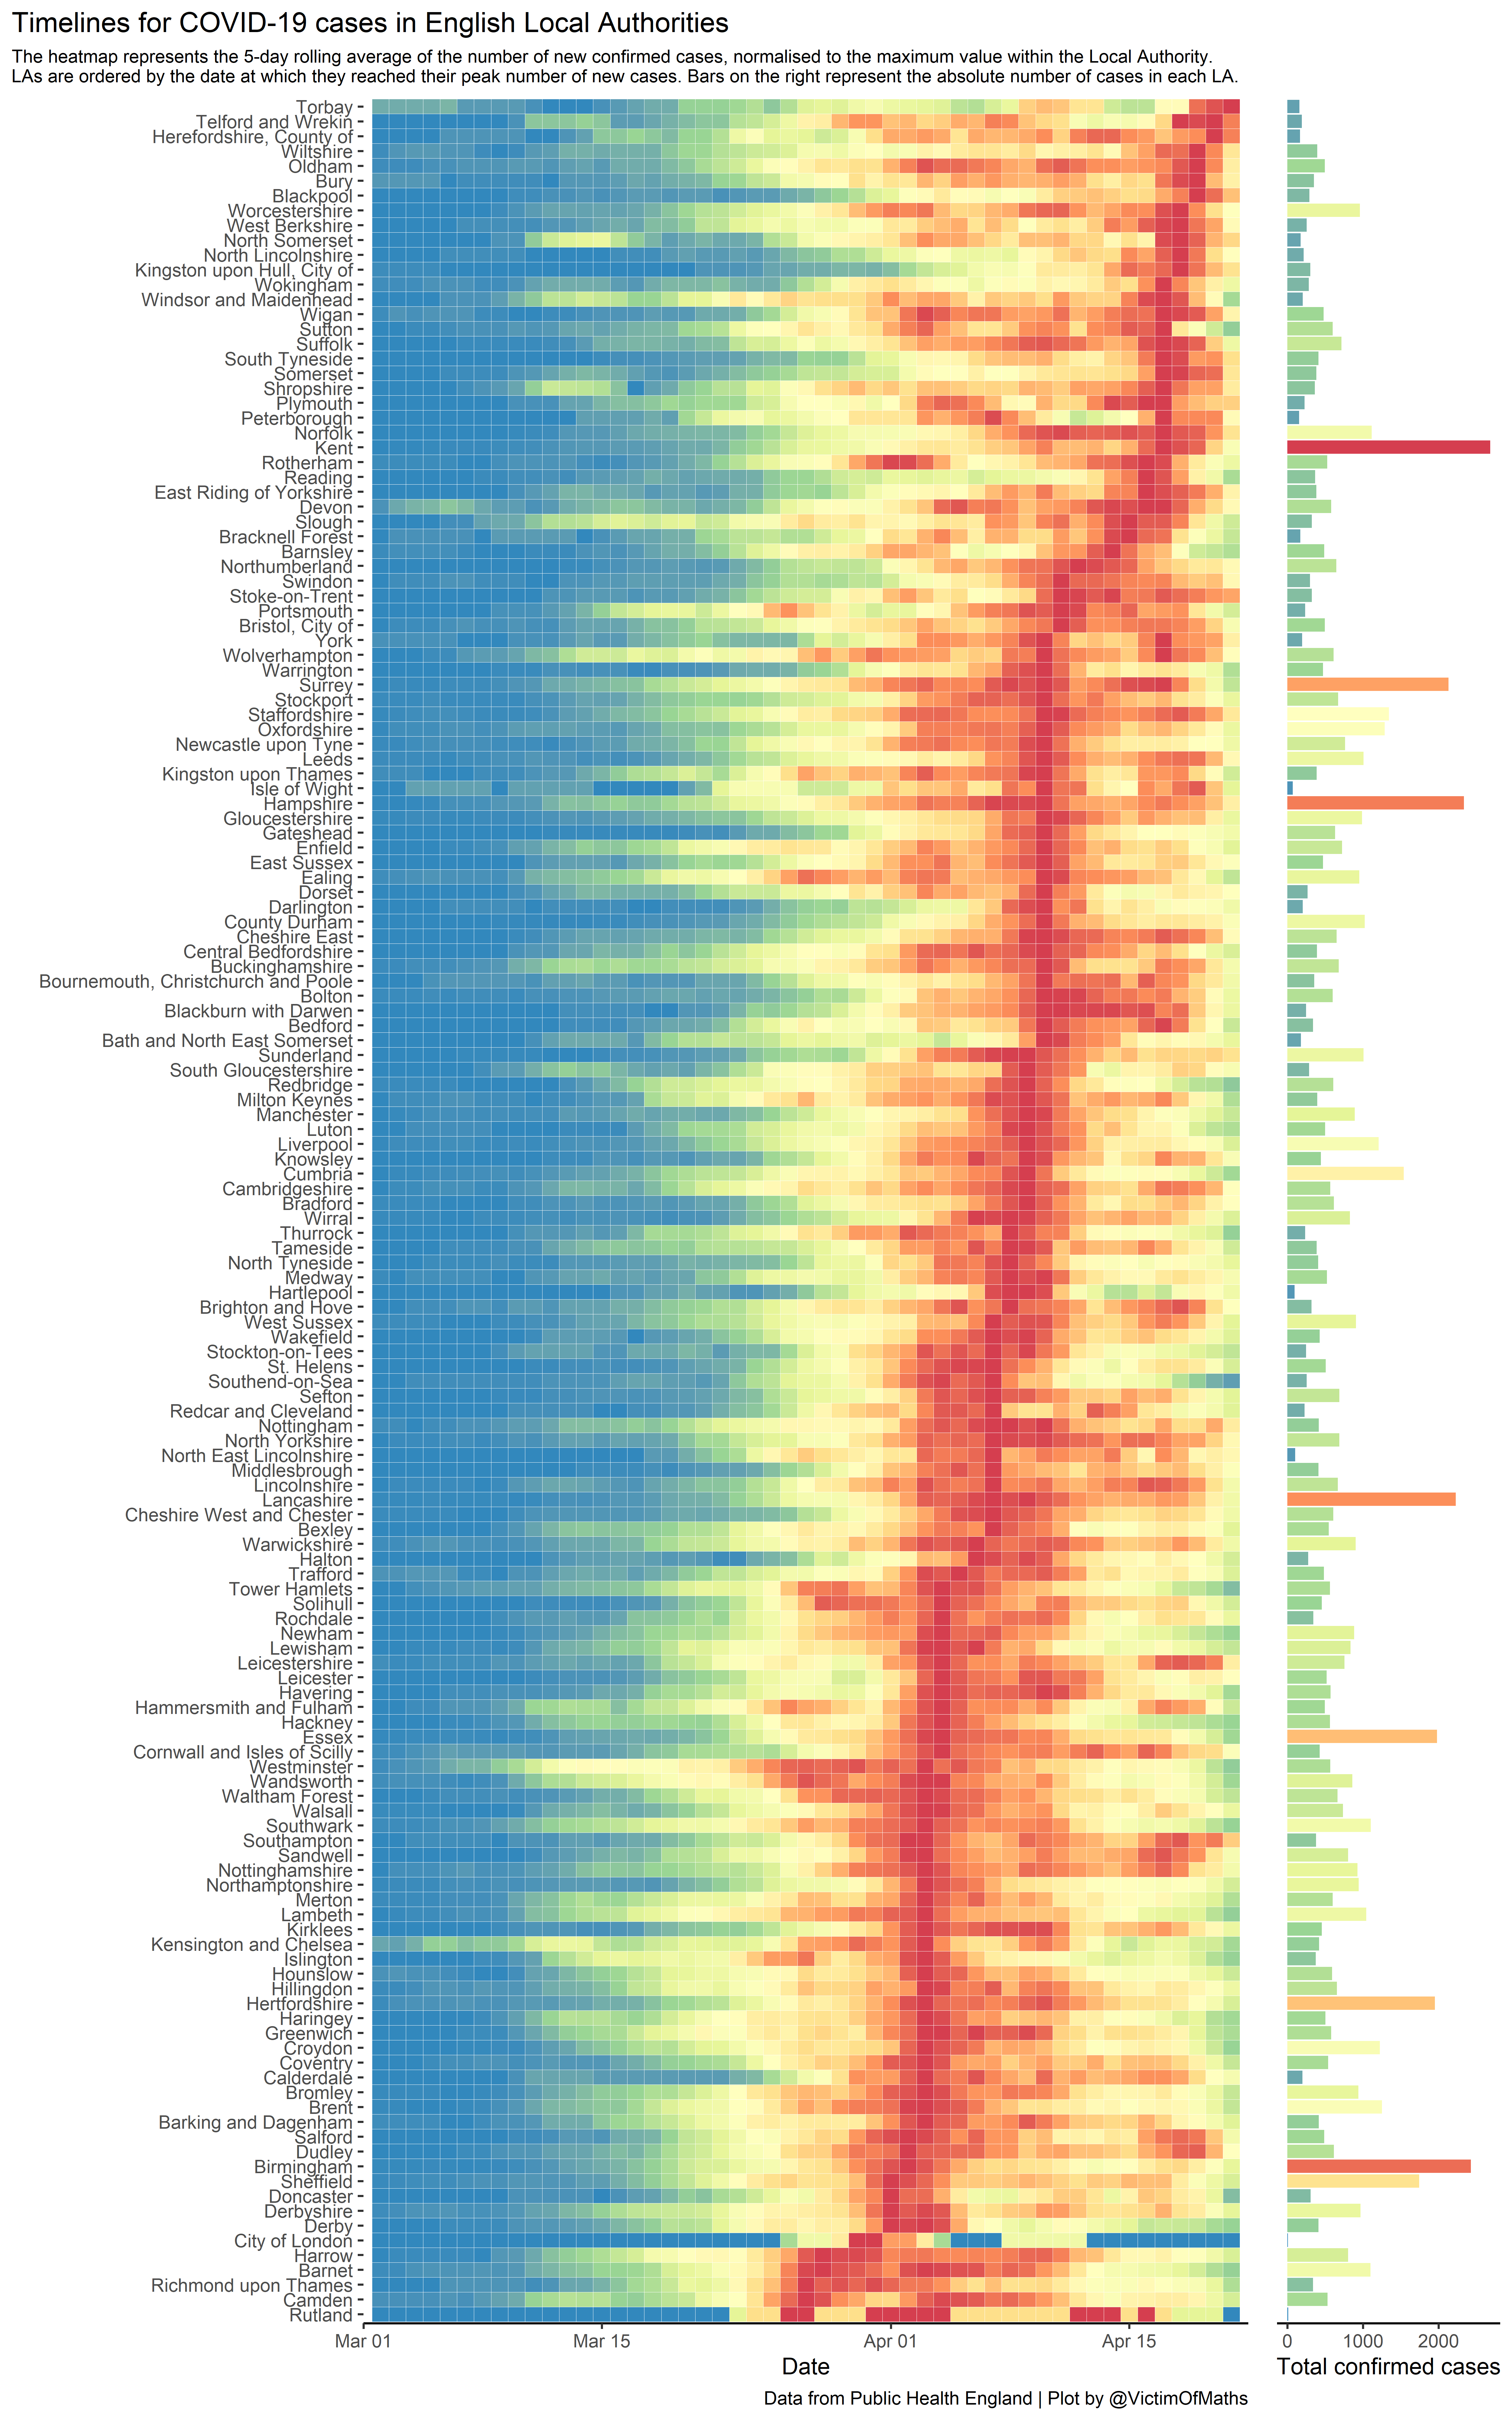 Timelines for COVID-19 cases in English Local Authorities
The heatmap represents the 5-day rolling average of the number of new confirmed cases, normalised to the maximum value within the Local Authority.
LAs are ordered by the date at which they reached their peak number of new cases. Bars on the right represent the absolute number of cases in each LA.
Torbay
Telford and Wrekin
Herefordshire, County of
Wiltshire
Oldham
Bury
Blackpool
Worcestershire
West Berkshire
North Somerset
North Lincolnshire
Kingston upon Hull, City of
Wokingham
Windsor and Maidenhead
Wigan
Sutton
Suffolk
South Tyneside
Somerset
Shropshire
Plymouth
Peterborough
Norfolk
Kent
Rotherham
Reading
East Riding of Yorkshire
Devon
Slough
Bracknell Forest
Barnsley
Northumberland
Swindon
Stoke-on-Trent
Portsmouth
Bristol, City of
York
Wolverhampton
Warrington
Surrey
Stockport
Staffordshire
Oxfordshire
Newcastle upon Tyne
Leeds
Kingston upon Thames
Isle of Wight
Hampshire
Gloucestershire
Gateshead
Enfield
East Sussex
Ealing
Dorset
Darlington
County Durham
Cheshire East
Central Bedfordshire
Buckinghamshire
Bournemouth, Christchurch and Poole
Bolton
Blackburn with Darwen
Bedford
Bath and North East Somerset
Sunderland
South Gloucestershire
Redbridge
Milton Keynes
Manchester
Luton
Liverpool
Knowsley
Cumbria
Cambridgeshire
Bradford
Wirral
Thurrock
Tameside
North Tyneside
Medway
Hartlepool
Brighton and Hove
West Sussex
Wakefield
Stockton-on-Tees
St. Helens
Southend-on-Sea
Sefton
Redcar and Cleveland
Nottingham
North Yorkshire
North East Lincolnshire
Middlesbrough
Lincolnshire
Lancashire
Cheshire West and Chester
Bexley
Warwickshire
Halton
Trafford
Tower Hamlets
Solihull
Rochdale
Newham
Lewisham
Leicestershire
Leicester
Havering
Hammersmith and Fulham
Hackney
Essex
Cornwall and Isles of Scilly
Westminster
Wandsworth
Waltham Forest
Walsall
Southwark
Southampton
Sandwell
Nottinghamshire
Northamptonshire
Merton
Lambeth
Kirklees
Kensington and Chelsea
Islington
Hounslow
Hillingdon
Hertfordshire
Haringey
Greenwich
Croydon
Coventry
Calderdale
Bromley
Brent
Barking and Dagenham
Salford
Dudley
Birmingham
Sheffield
Doncaster
Derbyshire
Derby
City of London
Harrow
Barnet
Richmond upon Thames
Camden
Rutland
Mar 01 Mar 15 Apr 01 Apr 15 0 1000 2000
Date Total confirmed cases
Data from Public Health England | Plot by @VictimOfMaths